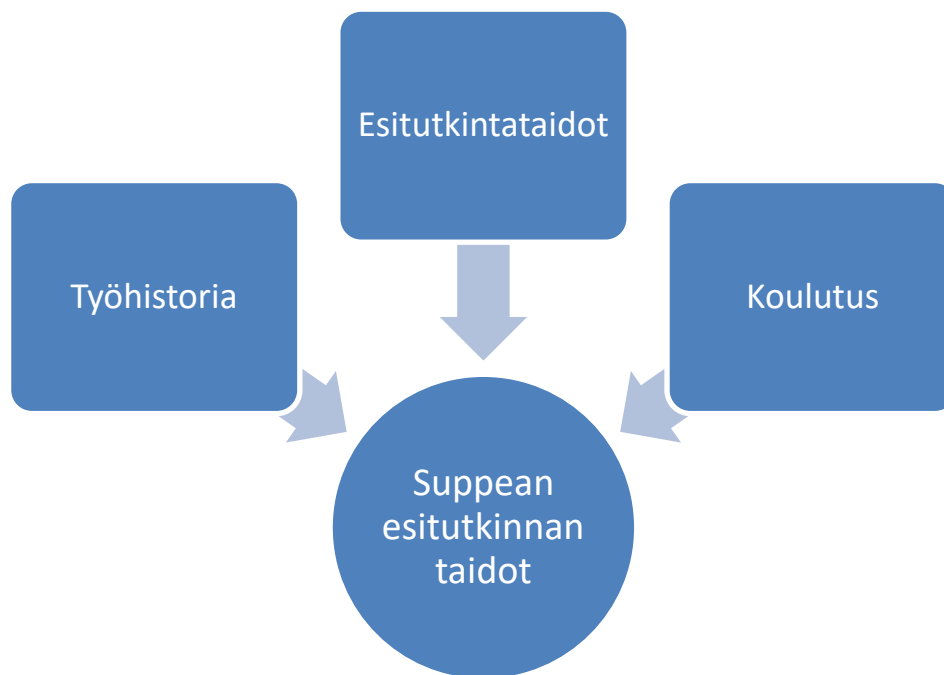 Esitutkintataidot
Työhistoria
Koulutus
Suppean
esitutkinnan
taidot